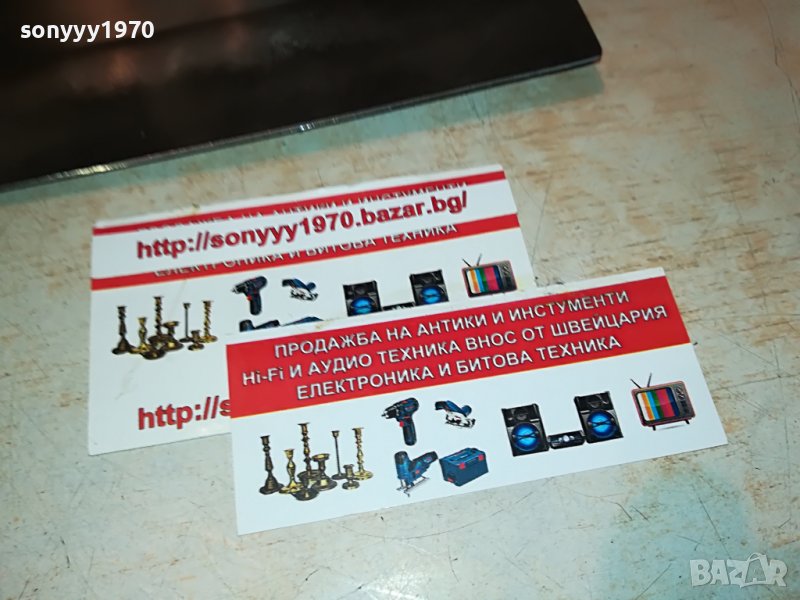 sonyyy1970
http://sonyyy1970.bazar.bg/
ЕЛЕКТРОНИКА И БИТОВА ТЕХНИКА
http://s
ПРОДАЖБА НА АНТИКИ И ИНСТУМЕНТИ
Hi-Fi И АУДИО ТЕХНИКА ВНОС ОТ ШВЕЙЦАРИЯ
ЕЛЕКТРОНИКА И БИТОВА ТЕХНИКА
BAZAR